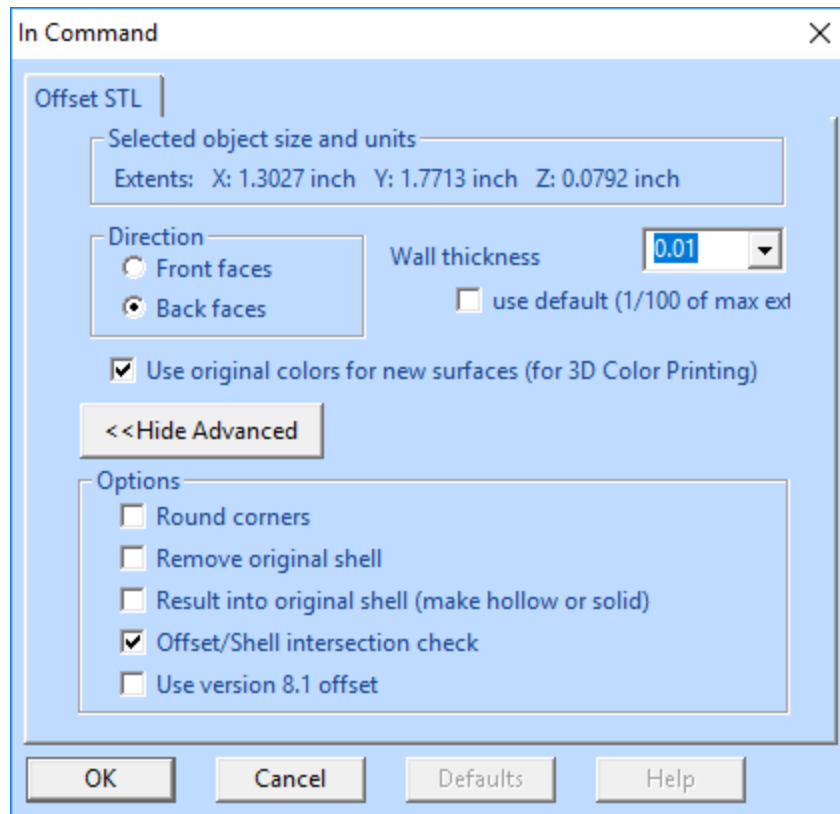 In Command
Offset STL
Selected object size and units
Extents: X: 1.3027 inch Y: 1.7713 inch Z: 0.0792 inch
Direction
Front faces
Back faces
Wall thickness
0.01
use default (1/100 of max ext
Use original colors for new surfaces (for 3D Color Printing)
<<Hide Advanced
Options
Round corners
Remove original shell
Result into original shell (make hollow or solid)
Offset/Shell intersection check
Use version 8.1 offset
OK
Cancel
Defaults
Help